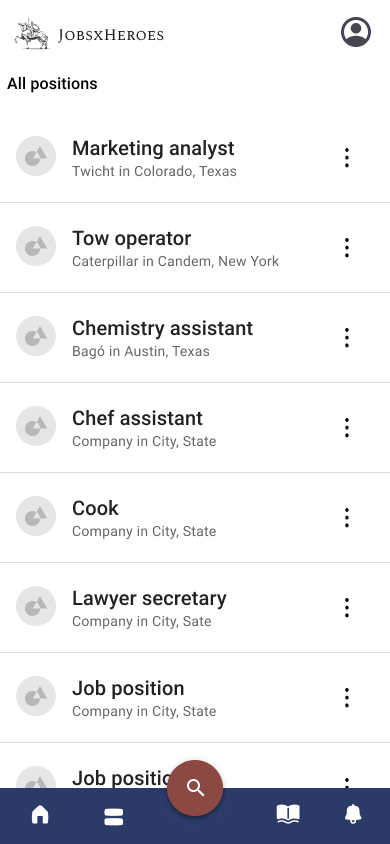 JobsxHeroes
All positions
Marketing analyst
Twicht in Colorado, Texas
Tow operator
Caterpillar in Candem, New York
Chemistry assistant
Bagó in Austin, Texas
Chef assistant
Company in City, State
Cook
Company in City, State
Lawyer secretary
Company in City, Sate
Job position
Company in City, State
Job positio